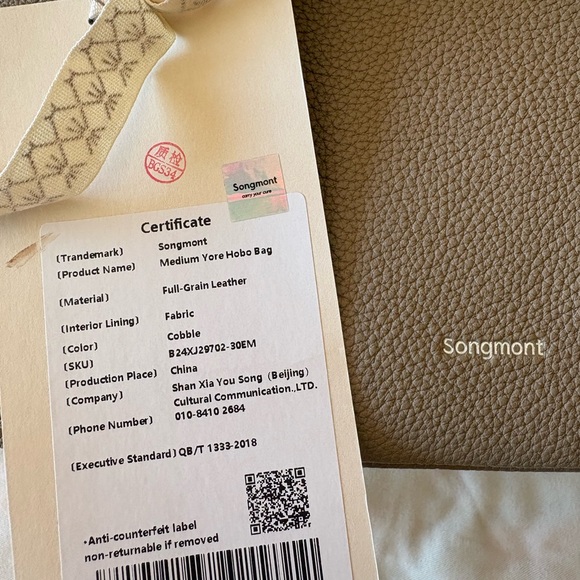 质检
BCS34
Songmont
carry your cure
Certificate
(Trandemark) Songmont
(Product Name) Medium Yore Hobo Bag
(Material) Full-Grain Leather
(Interior Lining) Fabric
(Color) Cobble
(SKU) B24XJ29702-30EM
(Production Place) China
(Company) Shan Xia You Song (Beijing)
Cultural Communication.,LTD.
(Phone Number) 010-8410 2684
(Executive Standard) QB/T 1333-2018
·Anti-counterfeit label
non-returnable if removed
Songmont